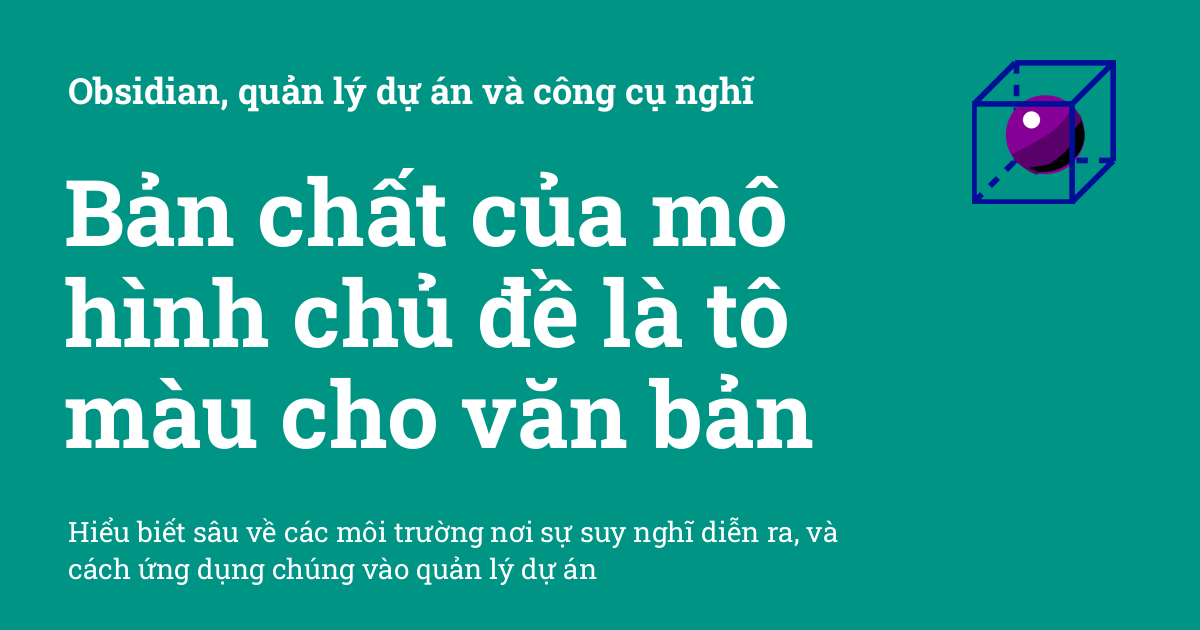 Obsidian, quản lý dự án và công cụ nghĩ
Bản chất của mô
hình chủ đề là tô
màu cho văn bản
Hiểu biết sâu về các môi trường nơi sự suy nghĩ diễn ra, và
cách ứng dụng chúng vào quản lý dự án